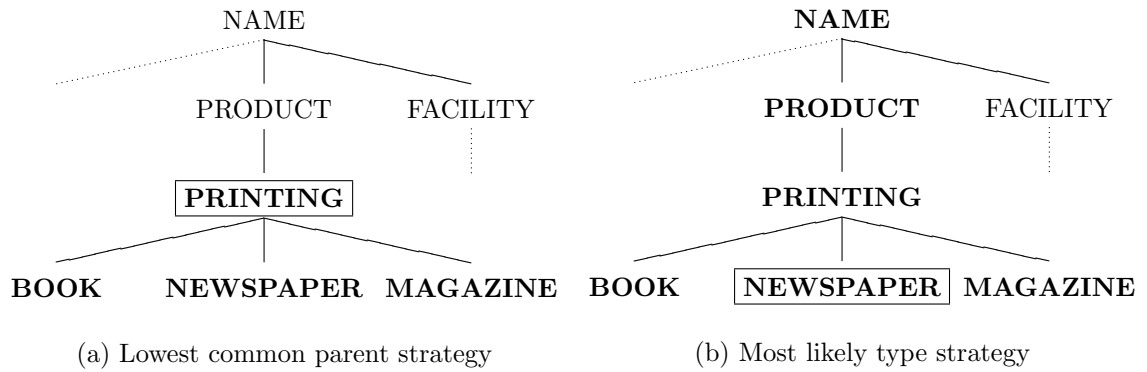 NAME
PRODUCT FACILITY
PRINTING
BOOK NEWSPAPER MAGAZINE
(a) Lowest common parent strategy
NAME
PRODUCT FACILITY
PRINTING
BOOK NEWSPAPER MAGAZINE
(b) Most likely type strategy